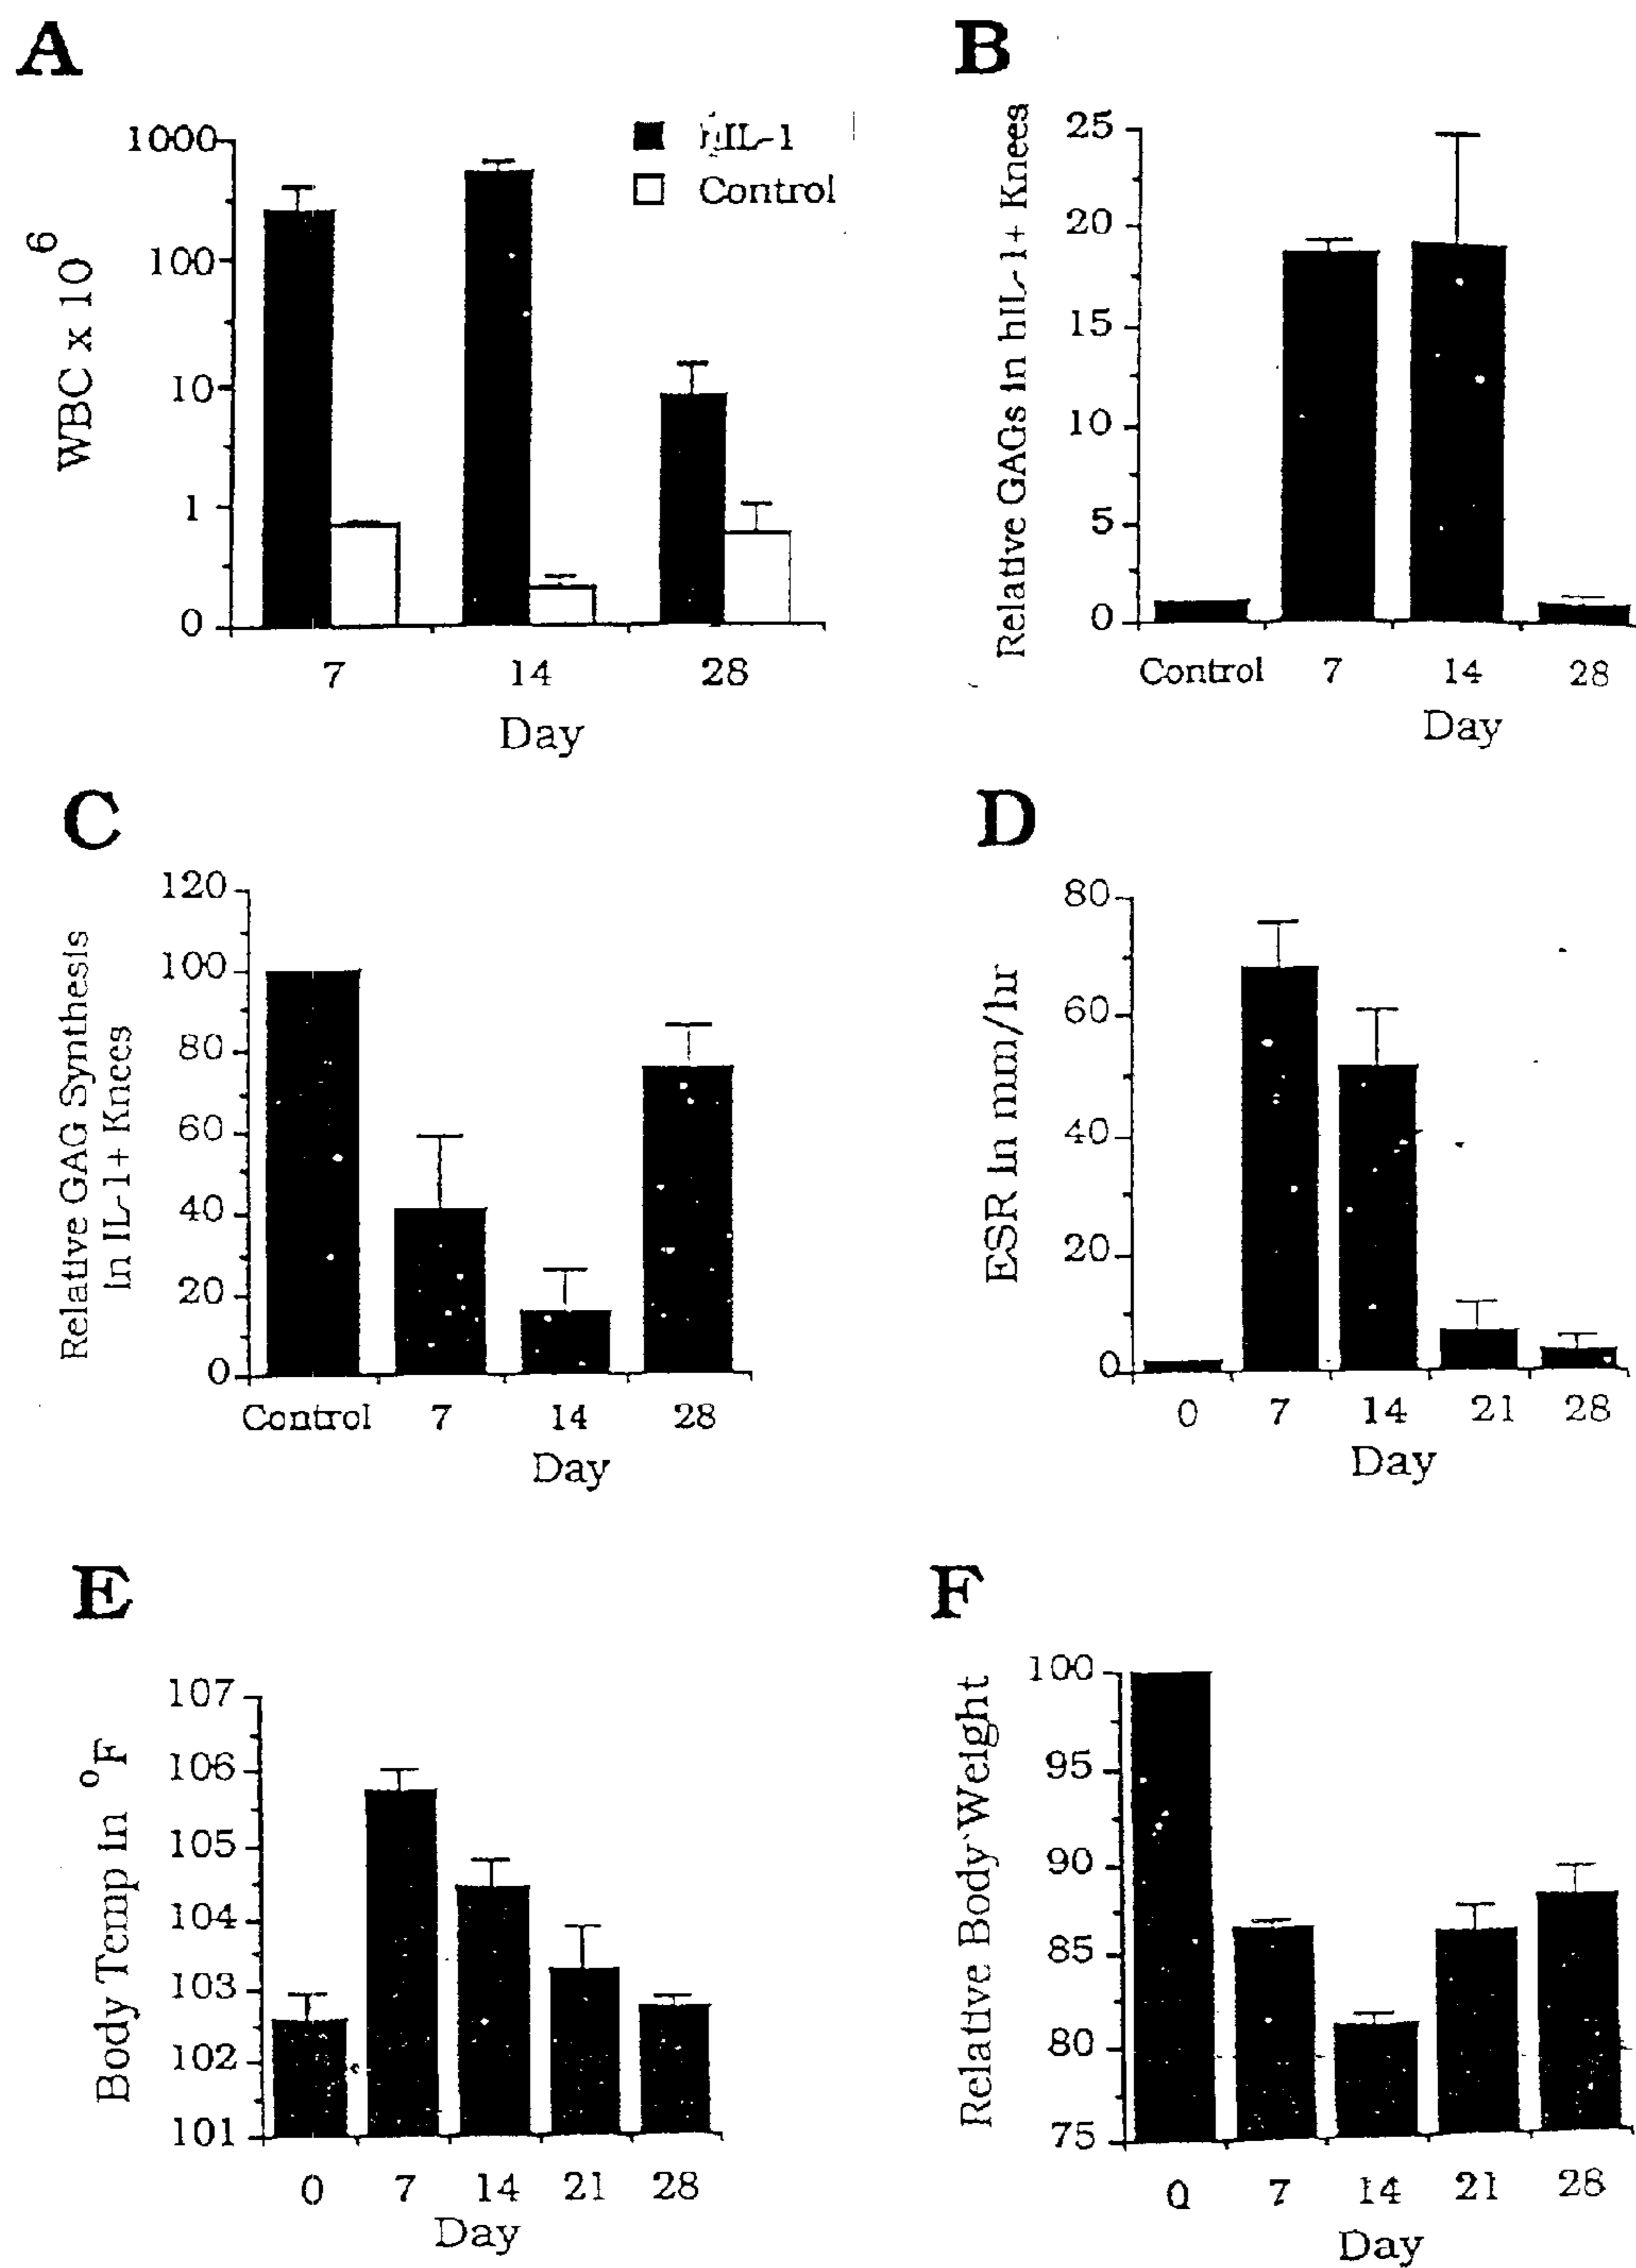 A
1000
100
10
1
0
WBC x 10⁶
hIL-1
Control
7 14 28
Day
B
25
20
15
10
5
0
Relative GAGs in hIL-1+ Knees
Control 7 14 28
Day
C
120
100
80
60
40
20
0
Relative GAG Synthesis
in IL-1+ Knees
Control 7 14 28
Day
D
80
60
40
20
0
ESR in mm/hr
0 7 14 21 28
Day
E
107
106
105
104
103
102
101
Body Temp in ⁰F
0 7 14 21 28
Day
F
100
95
90
85
80
75
Relative Body Weight
0 7 14 21 28
Day